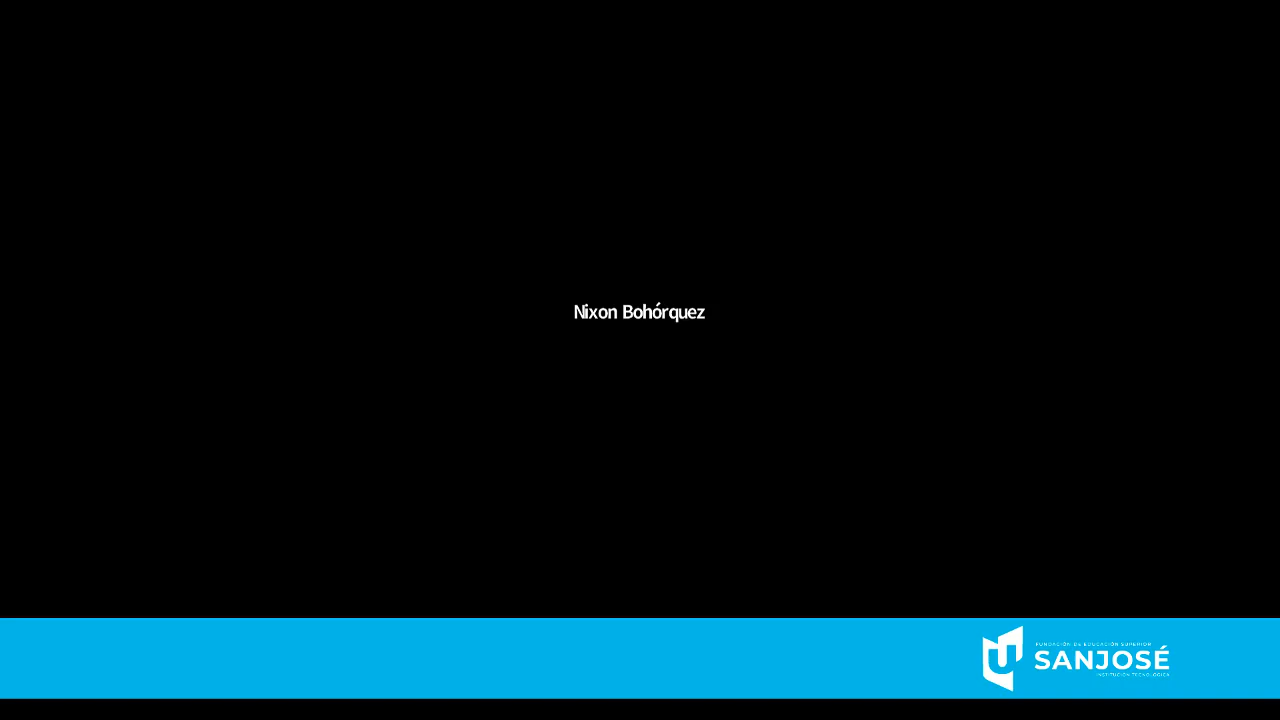 Nixon Bohórquez
FUNDACIÓN DE EDUCACIÓN SUPERIOR
SANJOSÉ
INSTITUCIÓN TECNOLÓGICA